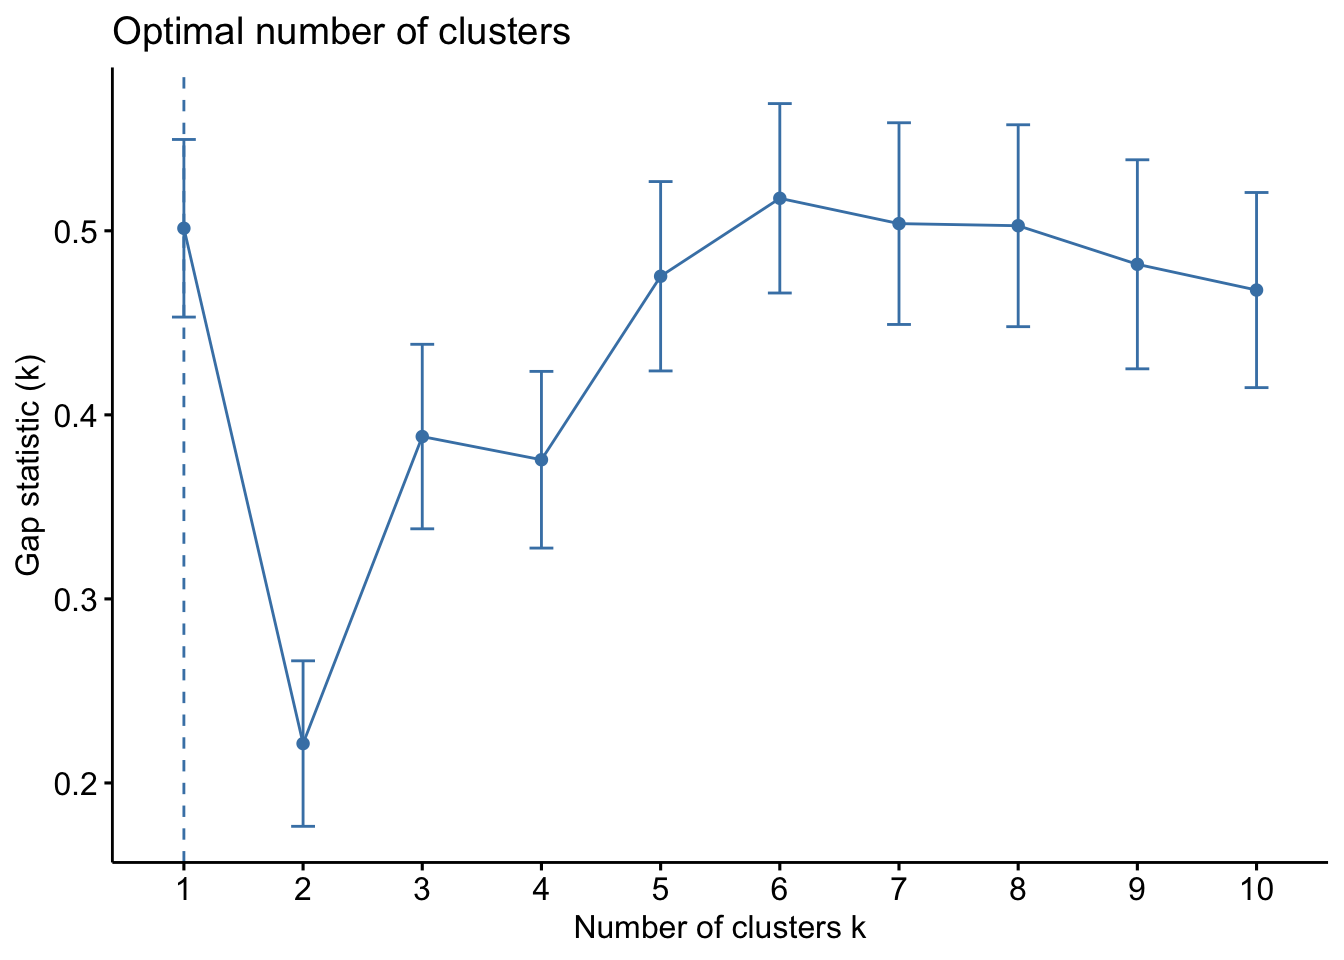 Optimal number of clusters
Gap statistic (k)
0.5
0.4
0.3
0.2
1 2 3 4 5 6 7 8 9 10
Number of clusters k